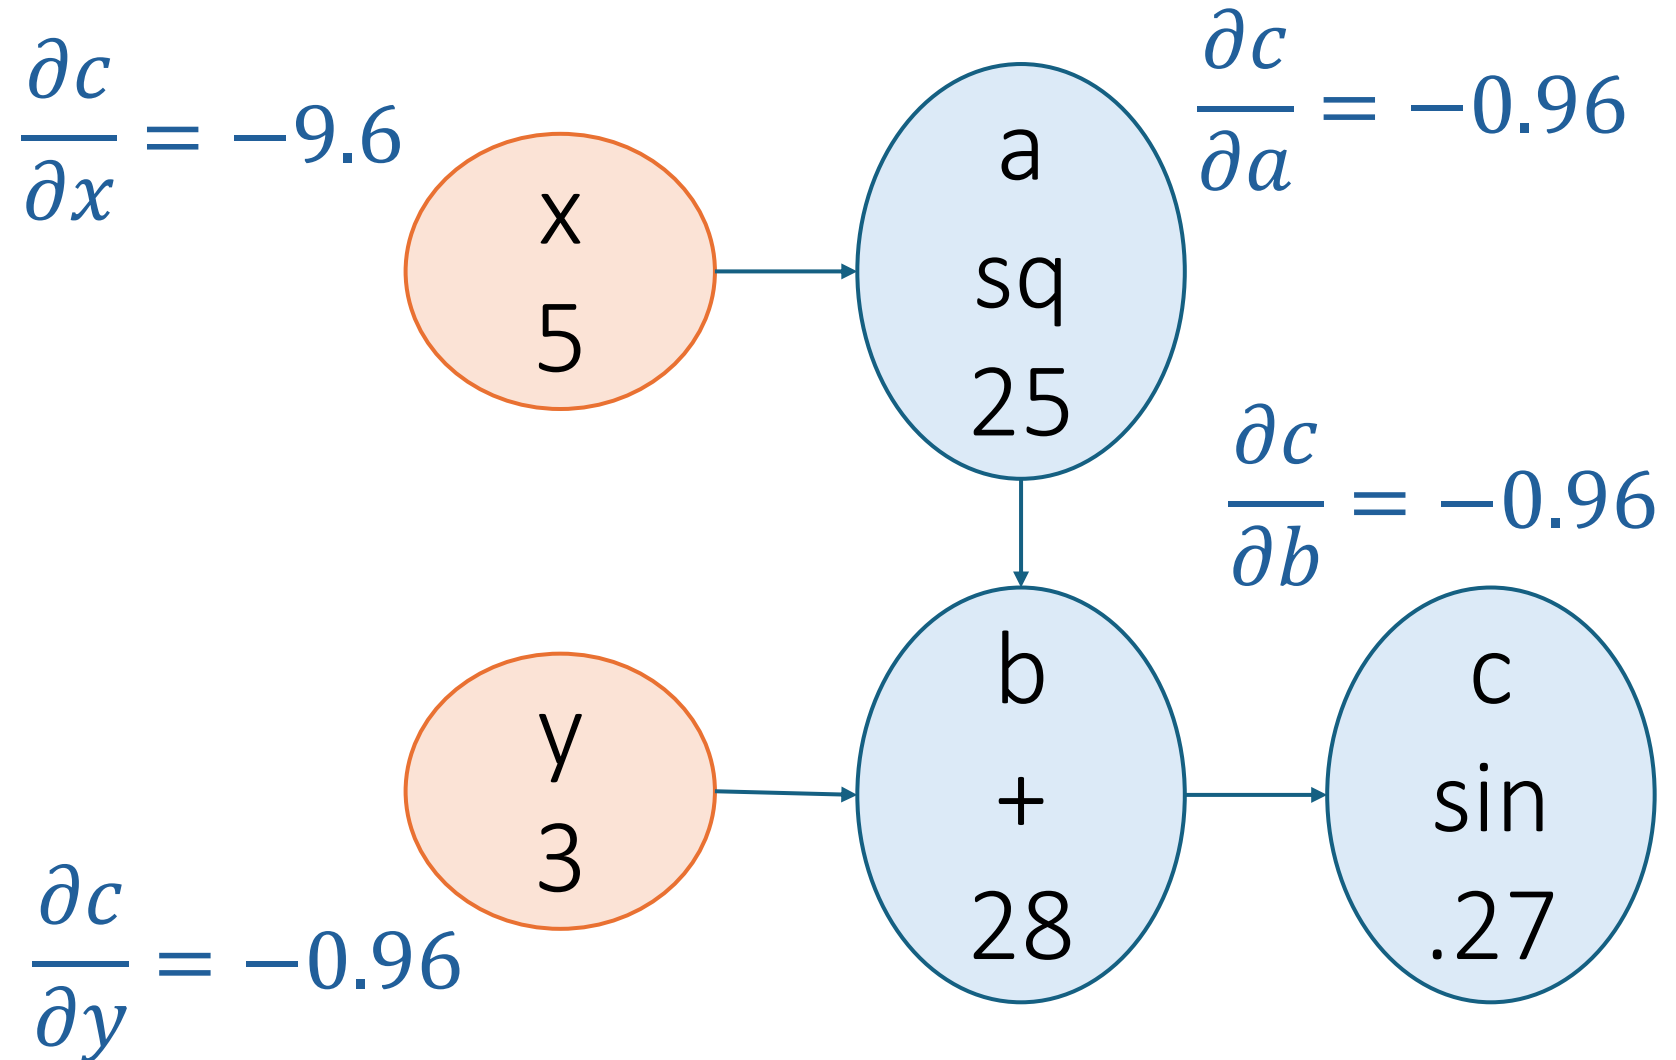 ∂c/∂x = −9.6
x
5
a
sq
25
∂c/∂a = −0.96
∂c/∂b = −0.96
y
3
b
+
28
c
sin
.27
∂c/∂y = −0.96